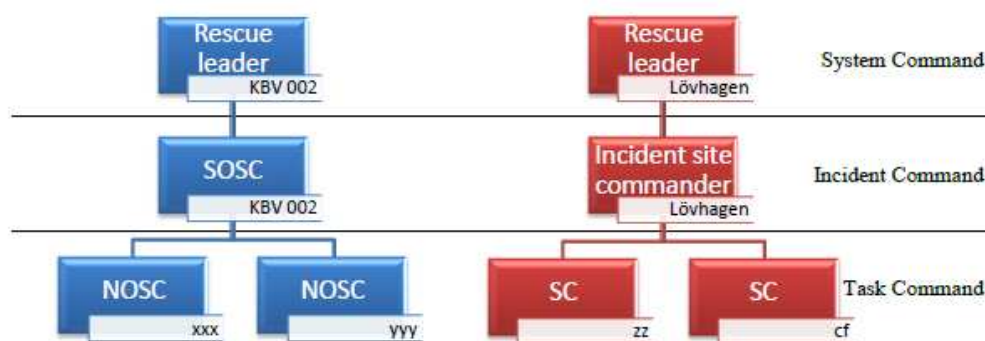 Rescue
leader
KBV 002
Rescue
leader
Lövhagen
System Command
SOSC
KBV 002
Incident site
commander
Lövhagen
Incident Command
NOSC
xxx
NOSC
yyy
SC
zz
SC
cf
Task Command